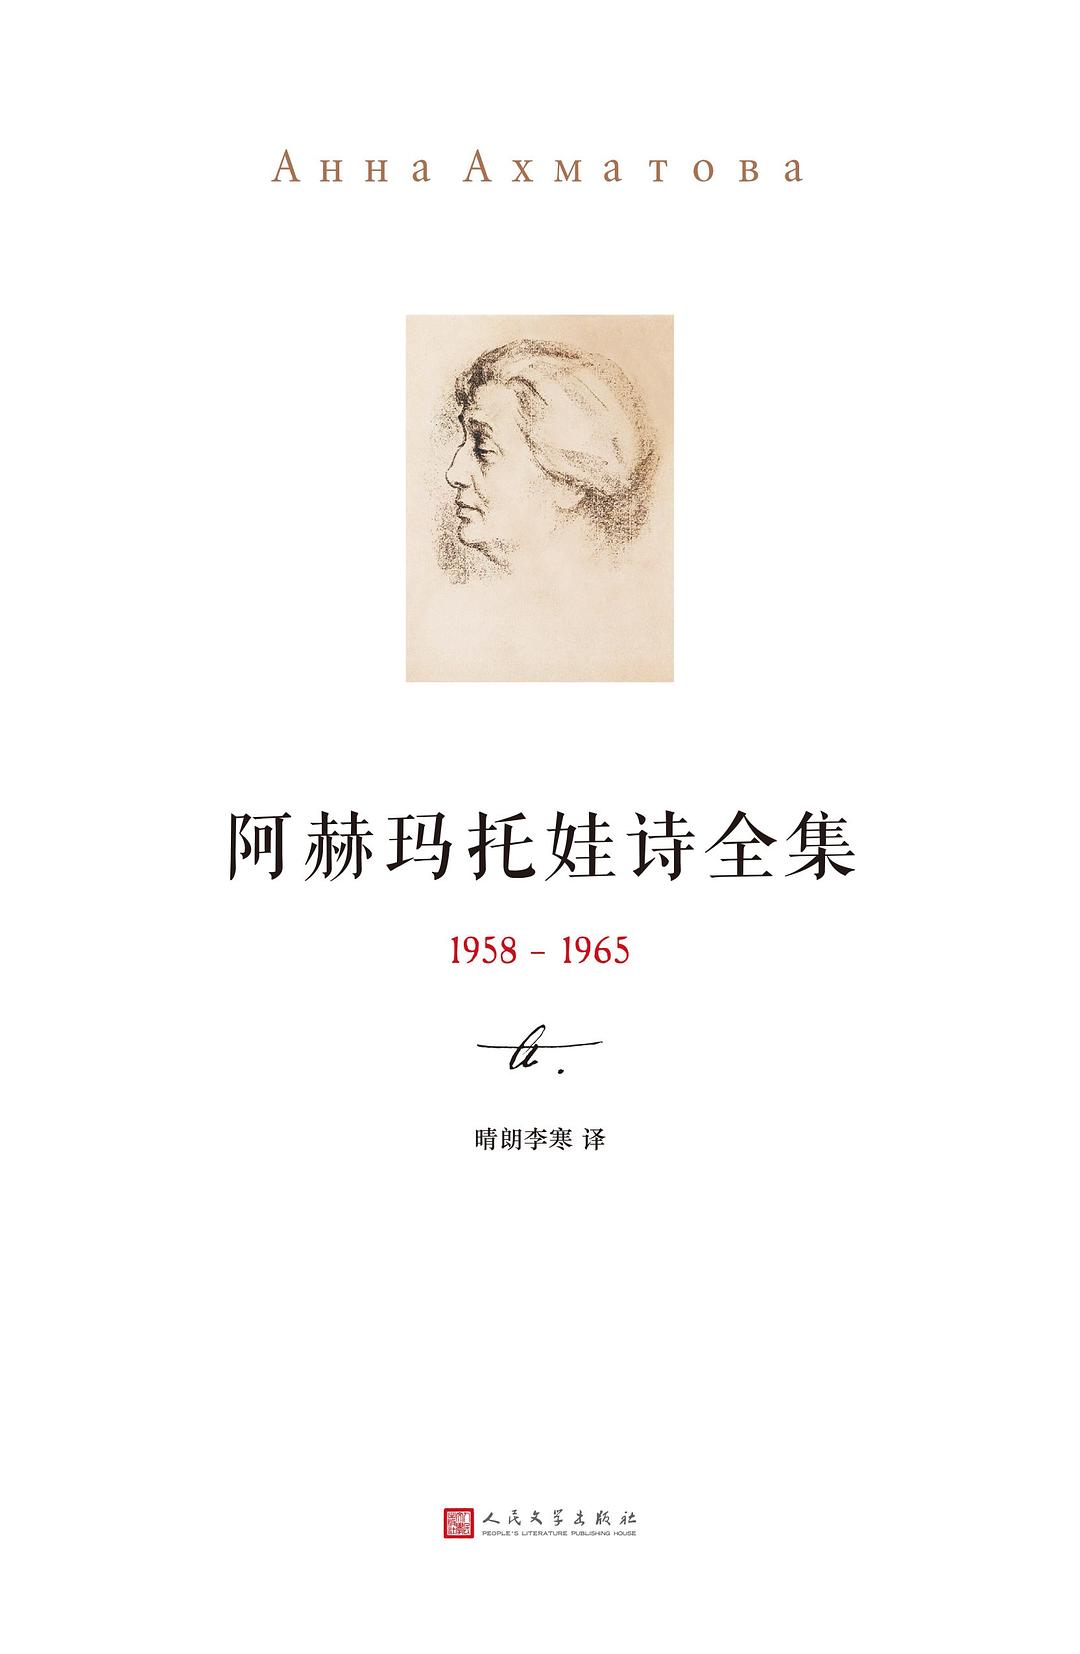 Анна Ахматова
阿赫玛托娃诗全集
1958 – 1965
a.
晴朗李寒 译
人民文学出版社
PEOPLE'S LITERATURE PUBLISHING HOUSE